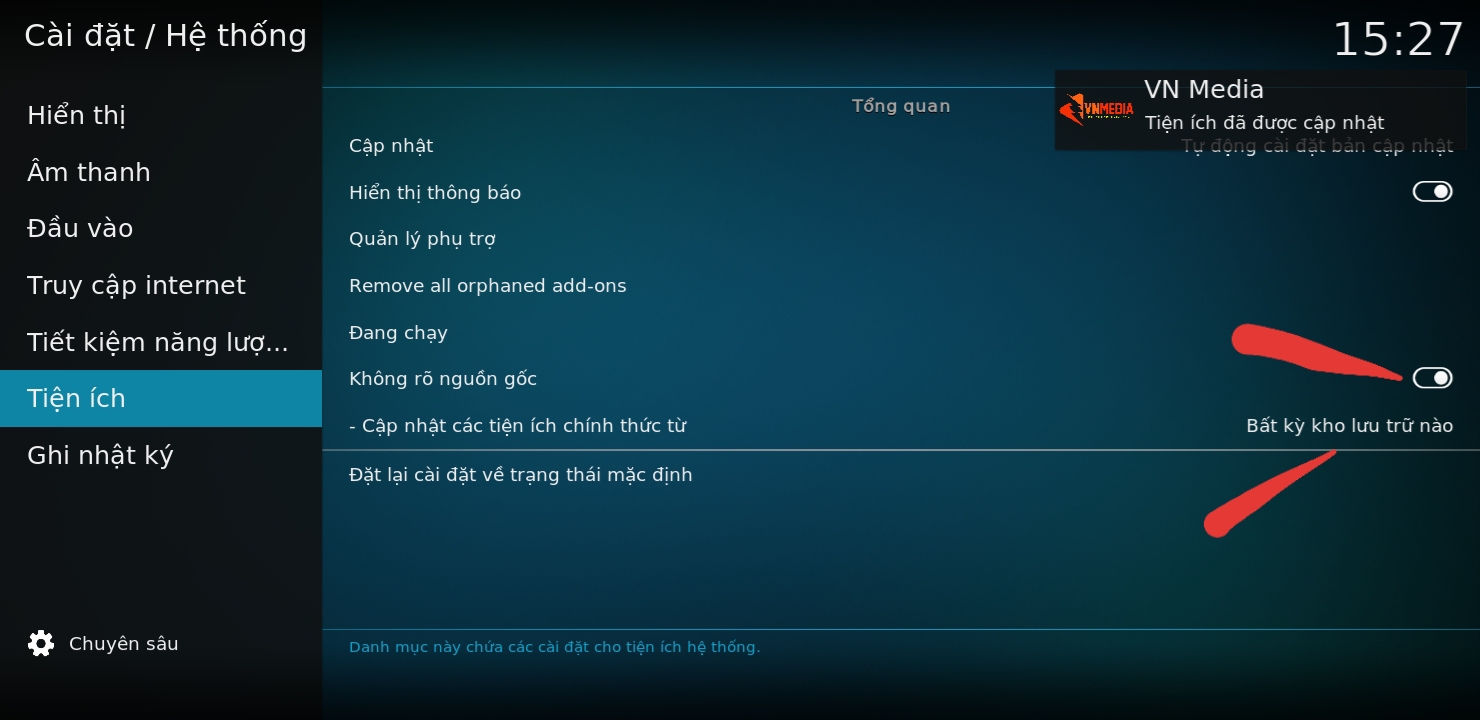 Cài đặt / Hệ thống
15:27
Hiển thị
Âm thanh
Đầu vào
Truy cập internet
Tiết kiệm năng lượ...
Tiện ích
Ghi nhật ký
Chuyên sâu
Tổng quan
VNMEDIA
VN Media
Tiện ích đã được cập nhật
Cập nhật
Tự động cài đặt bản cập nhật
Hiển thị thông báo
Quản lý phụ trợ
Remove all orphaned add-ons
Đang chạy
Không rõ nguồn gốc
- Cập nhật các tiện ích chính thức từ
Bất kỳ kho lưu trữ nào
Đặt lại cài đặt về trạng thái mặc định
Danh mục này chứa các cài đặt cho tiện ích hệ thống.